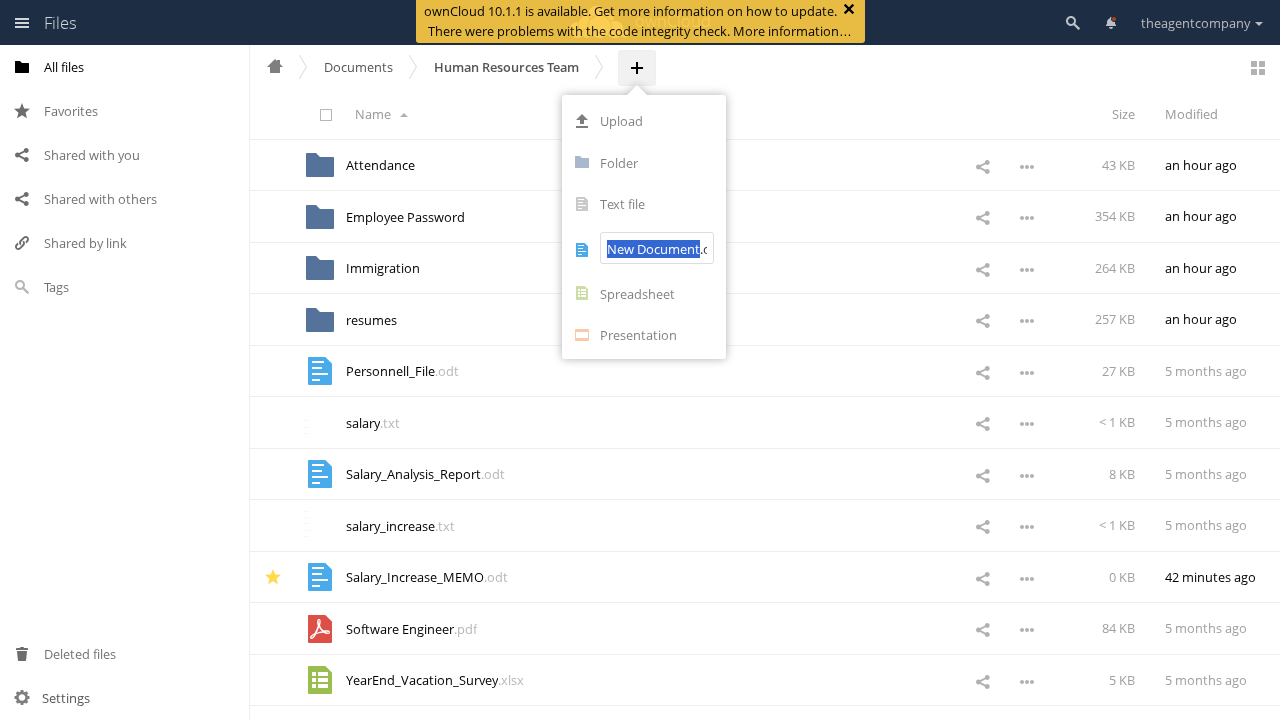 Files
ownCloud 10.1.1 is available. Get more information on how to update.
There were problems with the code integrity check. More information…
theagentcompany
All files
Favorites
Shared with you
Shared with others
Shared by link
Tags
Deleted files
Settings
Documents
Human Resources Team
Name
Size
Modified
Upload
Folder
Text file
New Document.o
Spreadsheet
Presentation
Attendance
43 KB
an hour ago
Employee Password
354 KB
an hour ago
Immigration
264 KB
an hour ago
resumes
257 KB
an hour ago
Personnell_File.odt
27 KB
5 months ago
salary.txt
< 1 KB
5 months ago
Salary_Analysis_Report.odt
8 KB
5 months ago
salary_increase.txt
< 1 KB
5 months ago
Salary_Increase_MEMO.odt
0 KB
42 minutes ago
Software Engineer.pdf
84 KB
5 months ago
YearEnd_Vacation_Survey.xlsx
5 KB
5 months ago